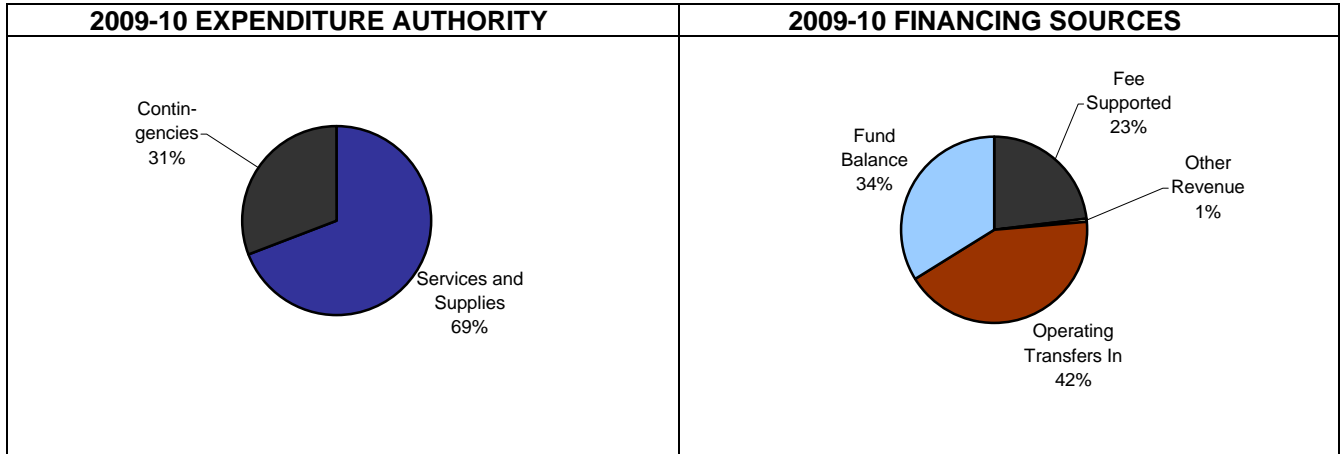 2009-10 EXPENDITURE AUTHORITY
Contin-
gencies
31%
Services and
Supplies
69%
2009-10 FINANCING SOURCES
Fee
Supported
23%
Other
Revenue
1%
Fund
Balance
34%
Operating
Transfers In
42%